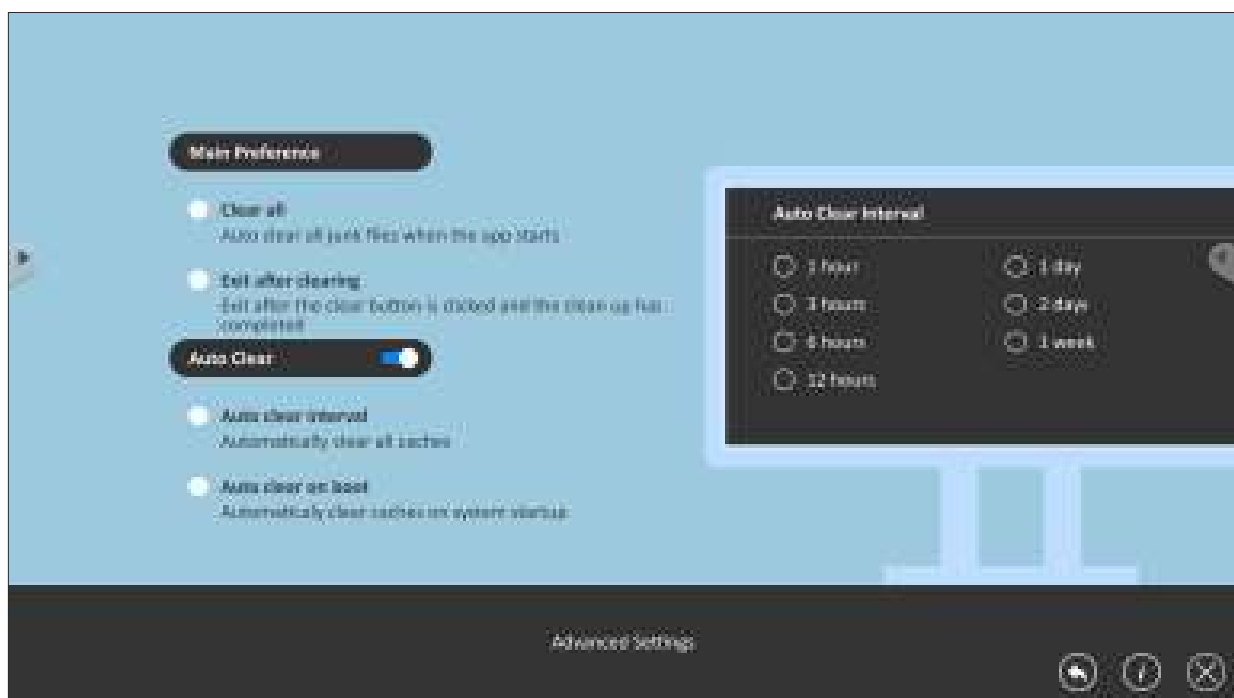 Main Preference
Clear all
Auto clear all junk files when the app starts
Exit after clearing
Exit after the clear button is clicked and the clean up has
completed
Auto Clear
Auto clear interval
Automatically clear all caches
Auto clear on boot
Automaticaly clear caches on system startup
Auto Clear Interval
1 hour
3 hours
6 hours
12 hours
1 day
2 days
1 week
Advanced Settings